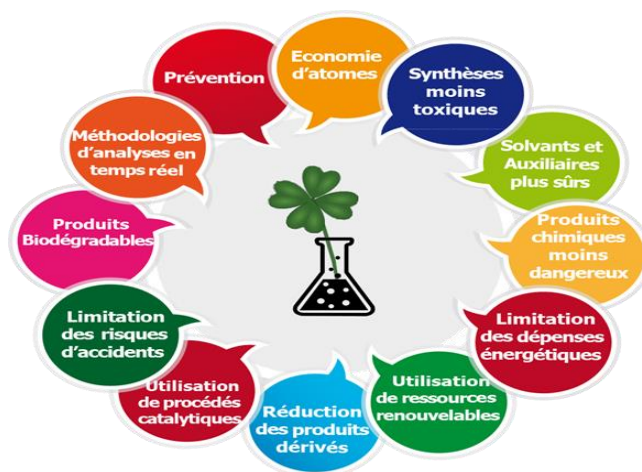 Prévention
Economie
d'atomes
Synthèses
moins
toxiques
Solvants et
Auxiliaires
plus sûrs
Produits
chimiques
moins
dangereux
Limitation
des dépenses
énergétiques
Utilisation
de ressources
renouvelables
Réduction
des produits
dérivés
Utilisation
de procédés
catalytiques
Limitation
des risques
d'accidents
Produits
Biodégradables
Méthodologies
d'analyses en
temps réel